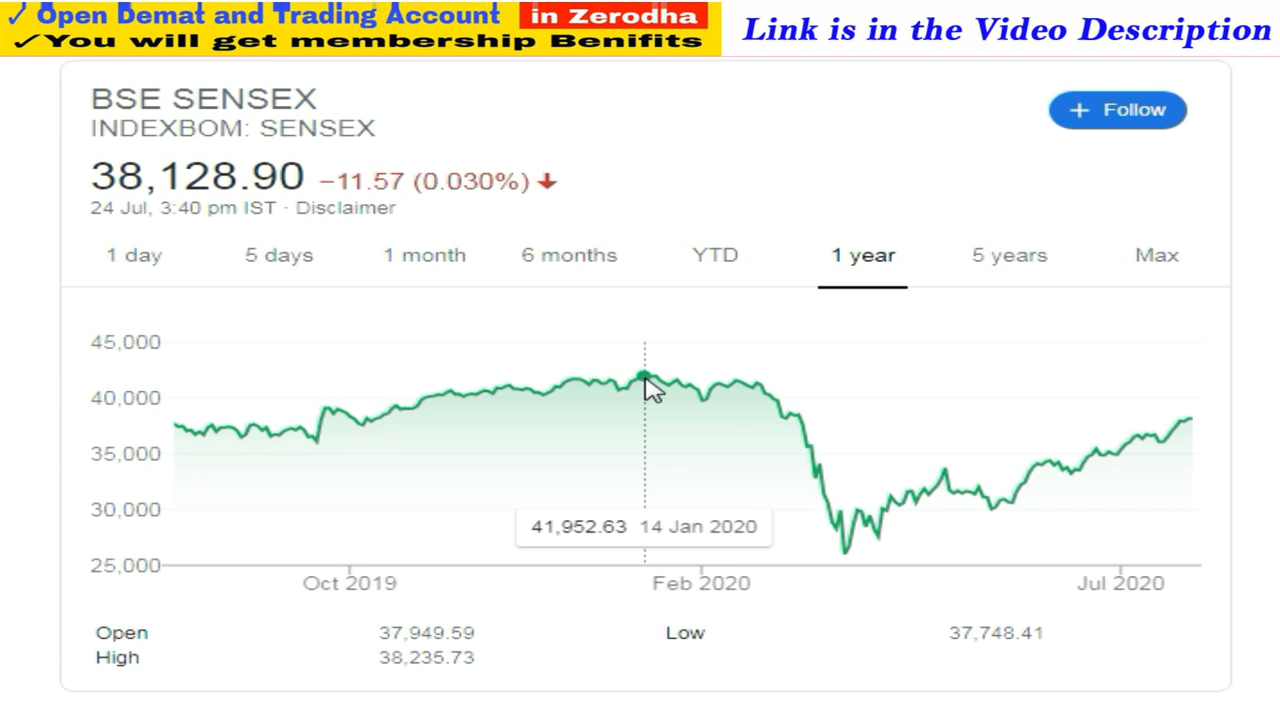 ✓ Open Demat and Trading Account in Zerodha
✓You will get membership Benifits
Link is in the Video Description
BSE SENSEX
INDEXBOM: SENSEX
+ Follow
38,128.90 −11.57 (0.030%) ↓
24 Jul, 3:40 pm IST · Disclaimer
1 day 5 days 1 month 6 months YTD 1 year 5 years Max
45,000
40,000
35,000
30,000
25,000
41,952.63 14 Jan 2020
Oct 2019 Feb 2020 Jul 2020
Open 37,949.59 Low 37,748.41
High 38,235.73